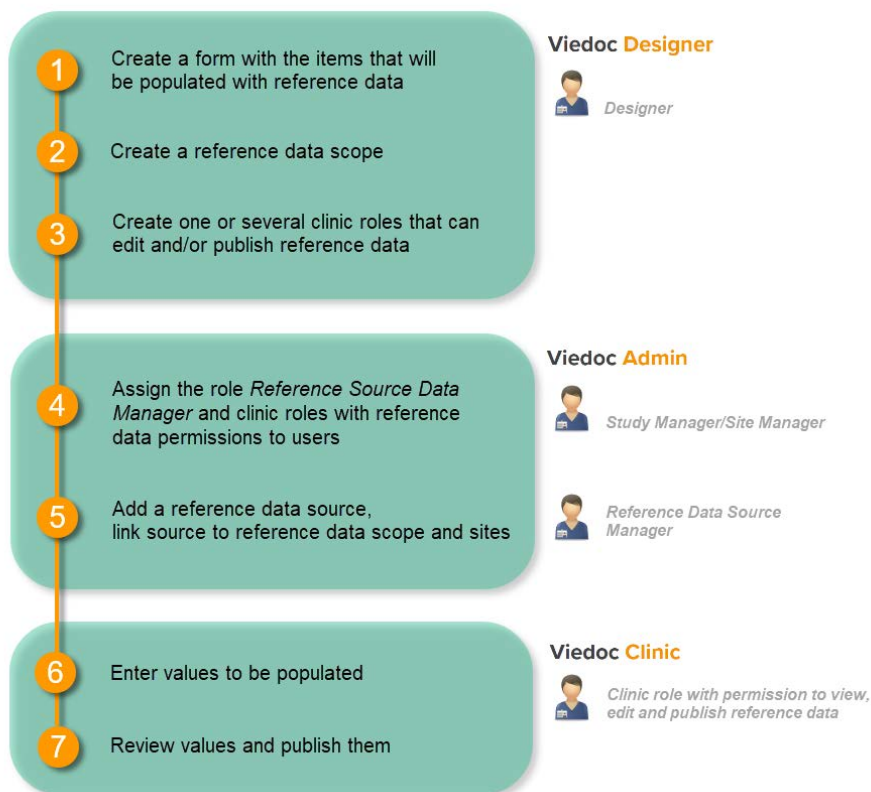 1
Create a form with the items that will
be populated with reference data
Viedoc Designer
Designer
2
Create a reference data scope
3
Create one or several clinic roles that can
edit and/or publish reference data
Viedoc Admin
4
Assign the role Reference Source Data
Manager and clinic roles with reference
data permissions to users
Study Manager/Site Manager
5
Add a reference data source,
link source to reference data scope and sites
Reference Data Source
Manager
Viedoc Clinic
6
Enter values to be populated
Clinic role with permission to view,
edit and publish reference data
7
Review values and publish them